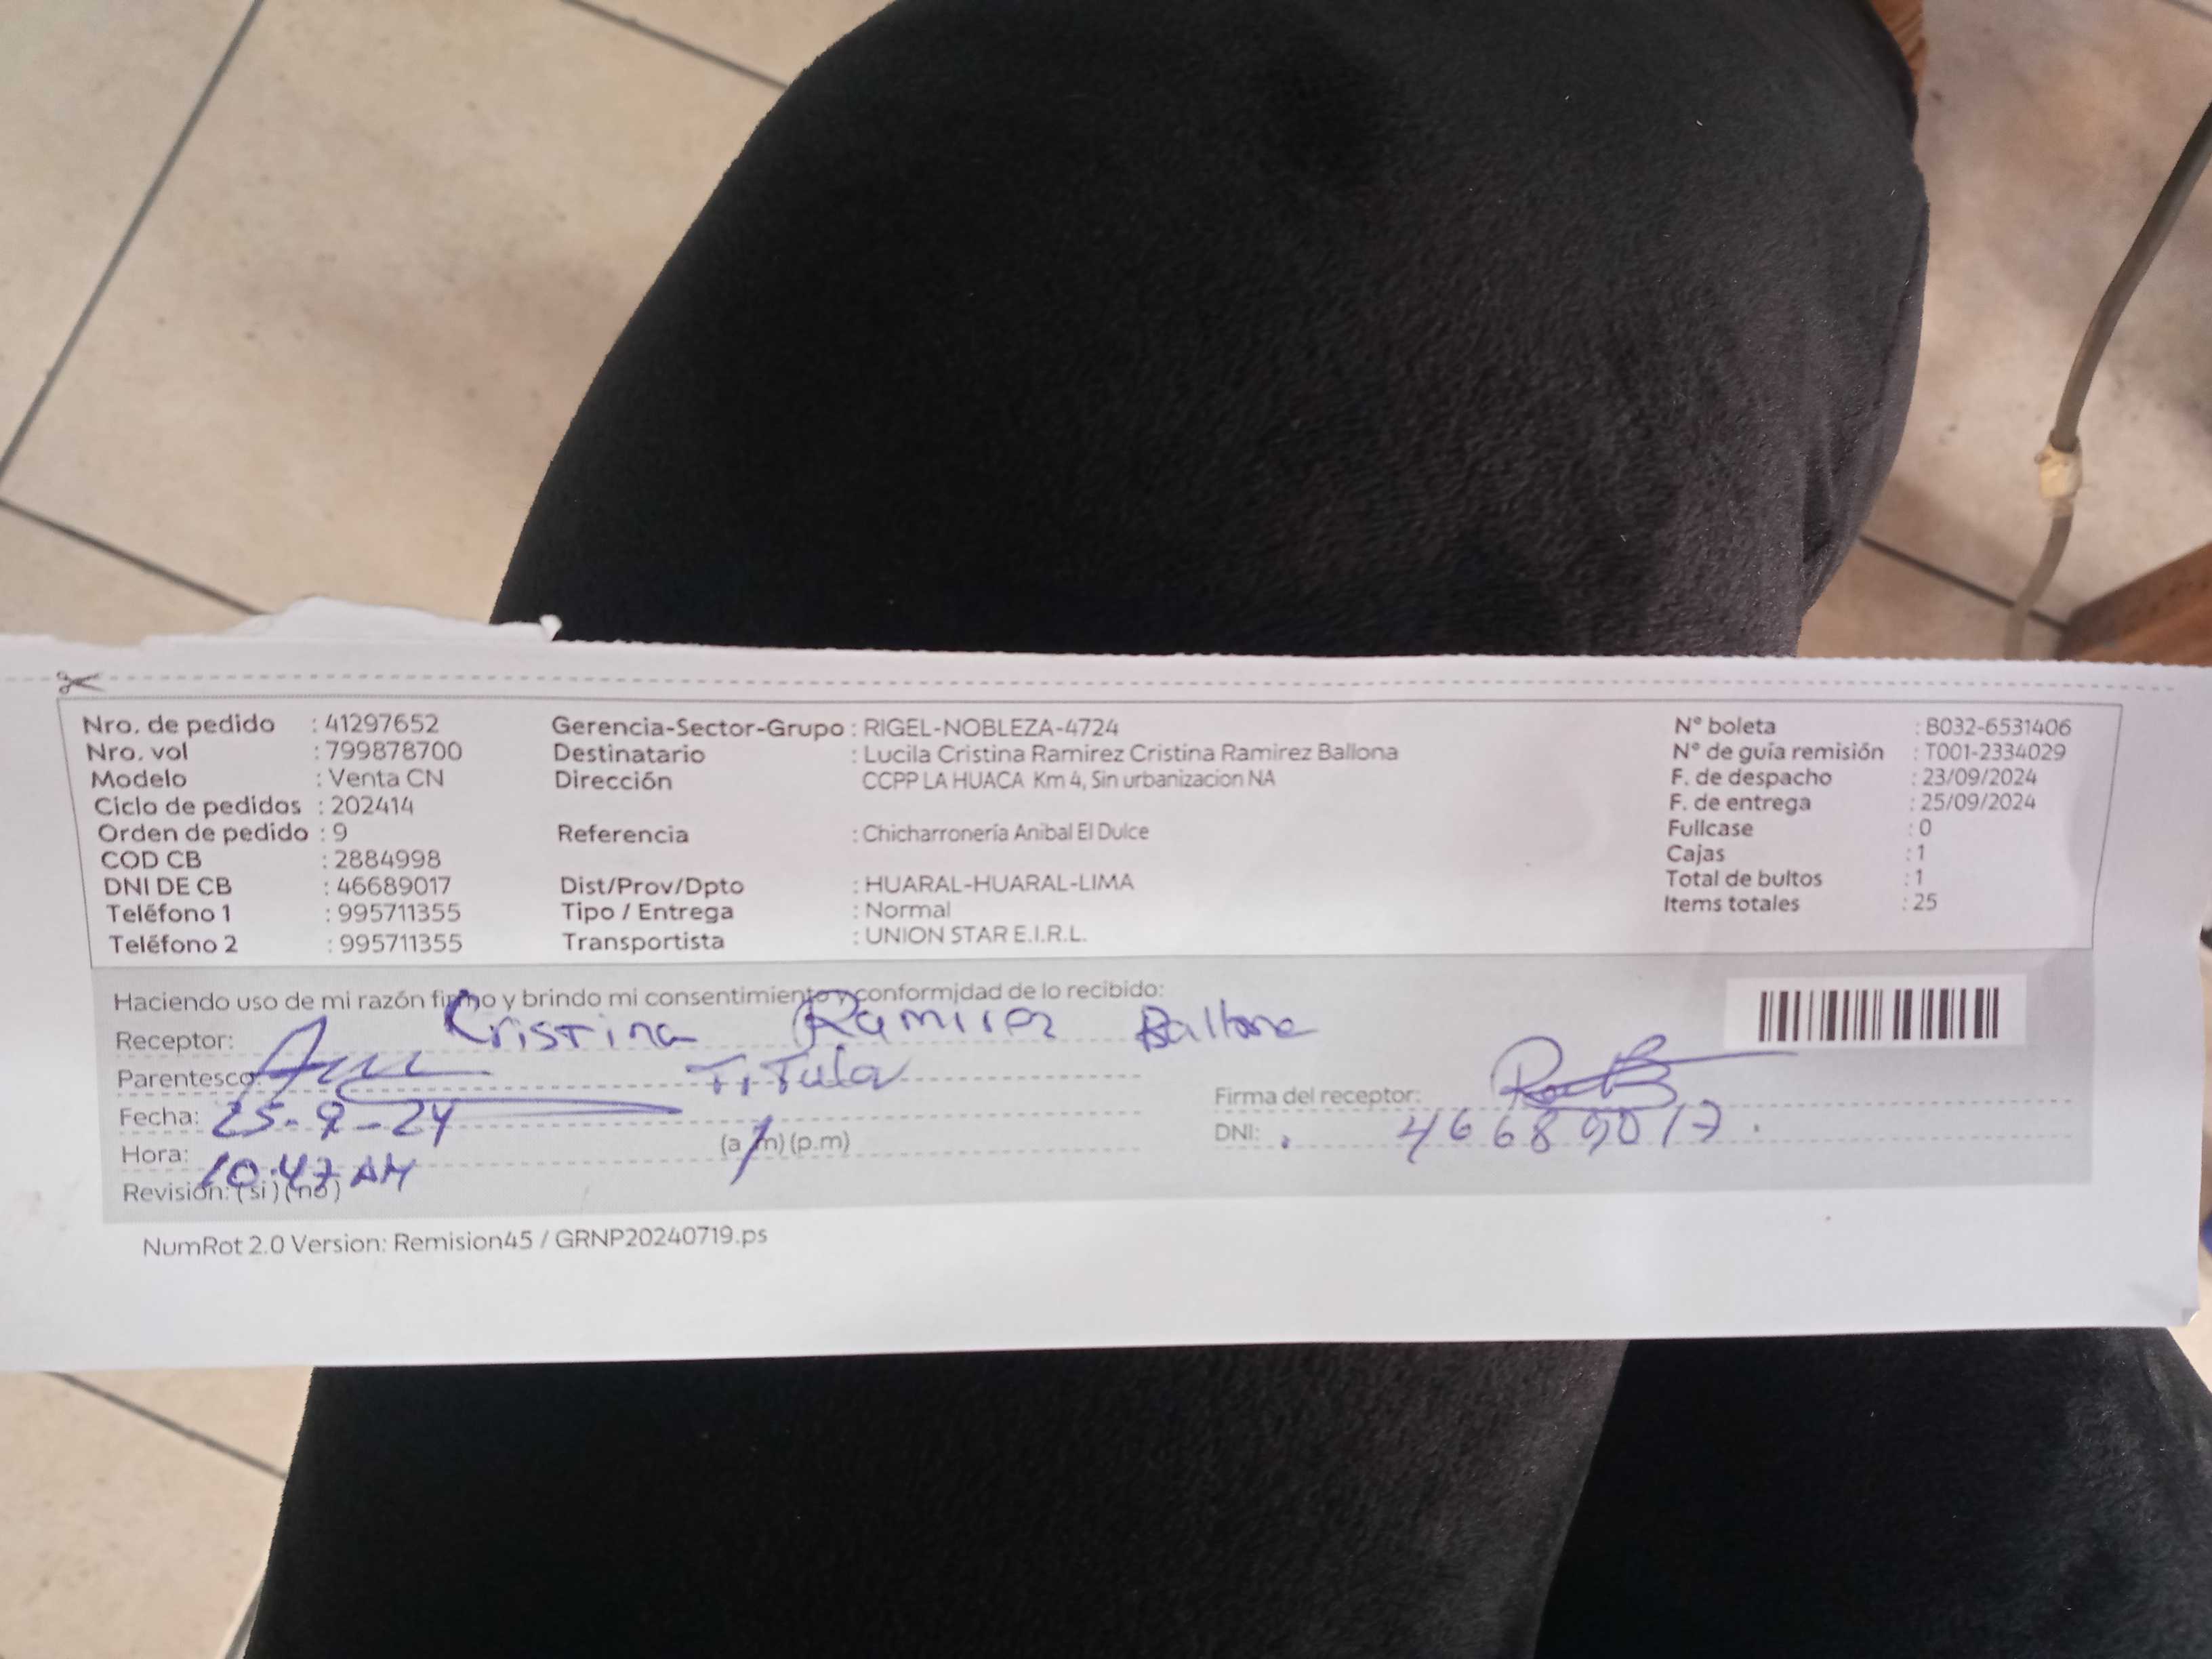 Nro. de pedido : 41297652 Gerencia-Sector-Grupo : RIGEL-NOBLEZA-4724 N° boleta : B032-6531406
Nro. vol : 799878700 Destinatario : Lucila Cristina Ramirez Cristina Ramirez Ballona N° de guía remisión : T001-2334029
Modelo : Venta CN Dirección CCPP LA HUACA Km 4, Sin urbanizacion NA F. de despacho : 23/09/2024
Ciclo de pedidos : 202414 F. de entrega : 25/09/2024
Orden de pedido : 9 Referencia : Chicharronería Anibal El Dulce Fullcase : 0
COD CB : 2884998 Cajas : 1
DNI DE CB : 46689017 Dist/Prov/Dpto : HUARAL-HUARAL-LIMA Total de bultos : 1
Teléfono 1 : 995711355 Tipo / Entrega : Normal Items totales : 25
Teléfono 2 : 995711355 Transportista : UNION STAR E.I.R.L.
Haciendo uso de mi razón firmo y brindo mi consentimiento y conformidad de lo recibido:
Receptor: Cristina Ramirez Ballona
Parentesco: Titular
Fecha: 25-9-24 Firma del receptor:
Hora: 10:47 AM (a.m) (p.m) DNI: 46689017
Revisión: (si) (no)
NumRot 2.0 Version: Remision45 / GRNP20240719.ps